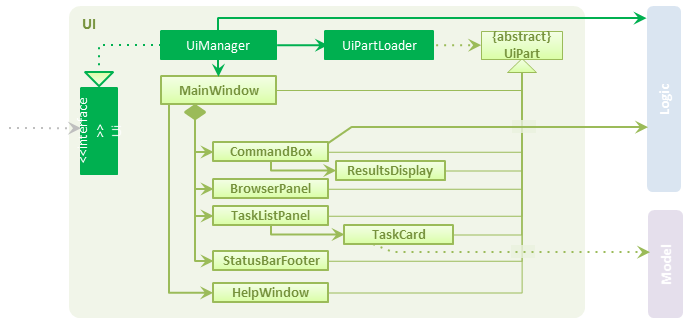 UI
UiManager
UiPartLoader
{abstract}
UiPart
<<Interface
>>
Ui
MainWindow
Logic
CommandBox
ResultsDisplay
BrowserPanel
TaskListPanel
TaskCard
StatusBarFooter
HelpWindow
Model